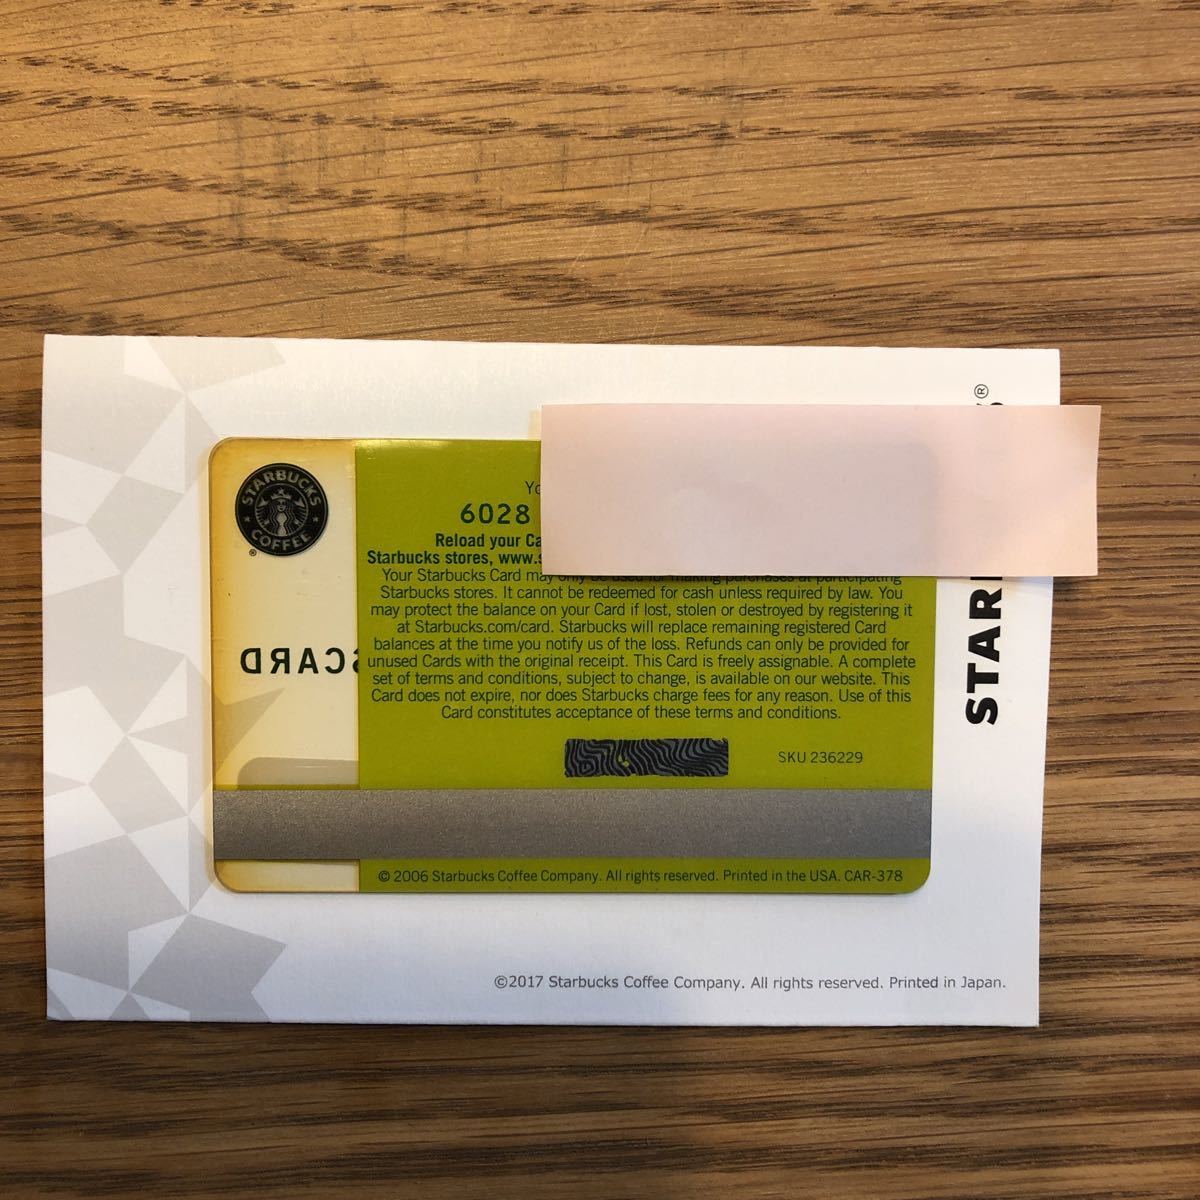 STARBUCKS
COFFEE
®
Yo
6028
Reload your Ca
Starbucks stores, www.s
Your Starbucks Card may only be used for making purchases at participating
Starbucks stores. It cannot be redeemed for cash unless required by law. You
may protect the balance on your Card if lost, stolen or destroyed by registering it
at Starbucks.com/card. Starbucks will replace remaining registered Card
balances at the time you notify us of the loss. Refunds can only be provided for
unused Cards with the original receipt. This Card is freely assignable. A complete
set of terms and conditions, subject to change, is available on our website. This
Card does not expire, nor does Starbucks charge fees for any reason. Use of this
Card constitutes acceptance of these terms and conditions.
SCARD
SKU 236229
© 2006 Starbucks Coffee Company. All rights reserved. Printed in the USA. CAR-378
STAR
®
©2017 Starbucks Coffee Company. All rights reserved. Printed in Japan.